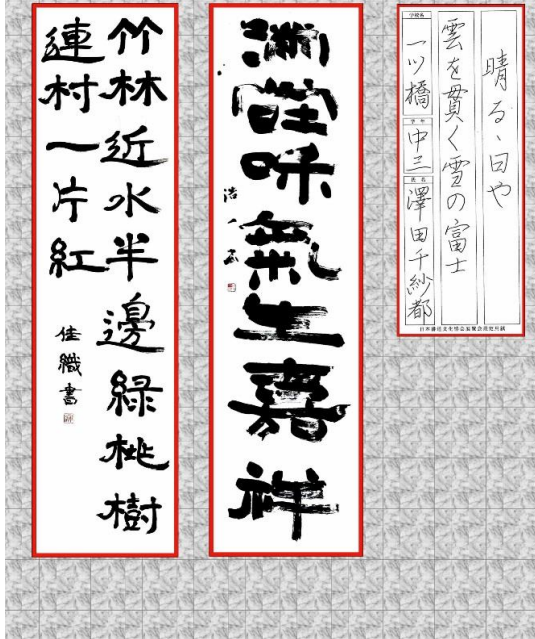 晴るゝ日や
雲を貫く雪の富士
学校名 一ツ橋 学年 中三 氏名 澤田千紗都
滿堂咊氣生嘉祥
竹林近水半邊緑桃樹
連村一片紅
佳織書